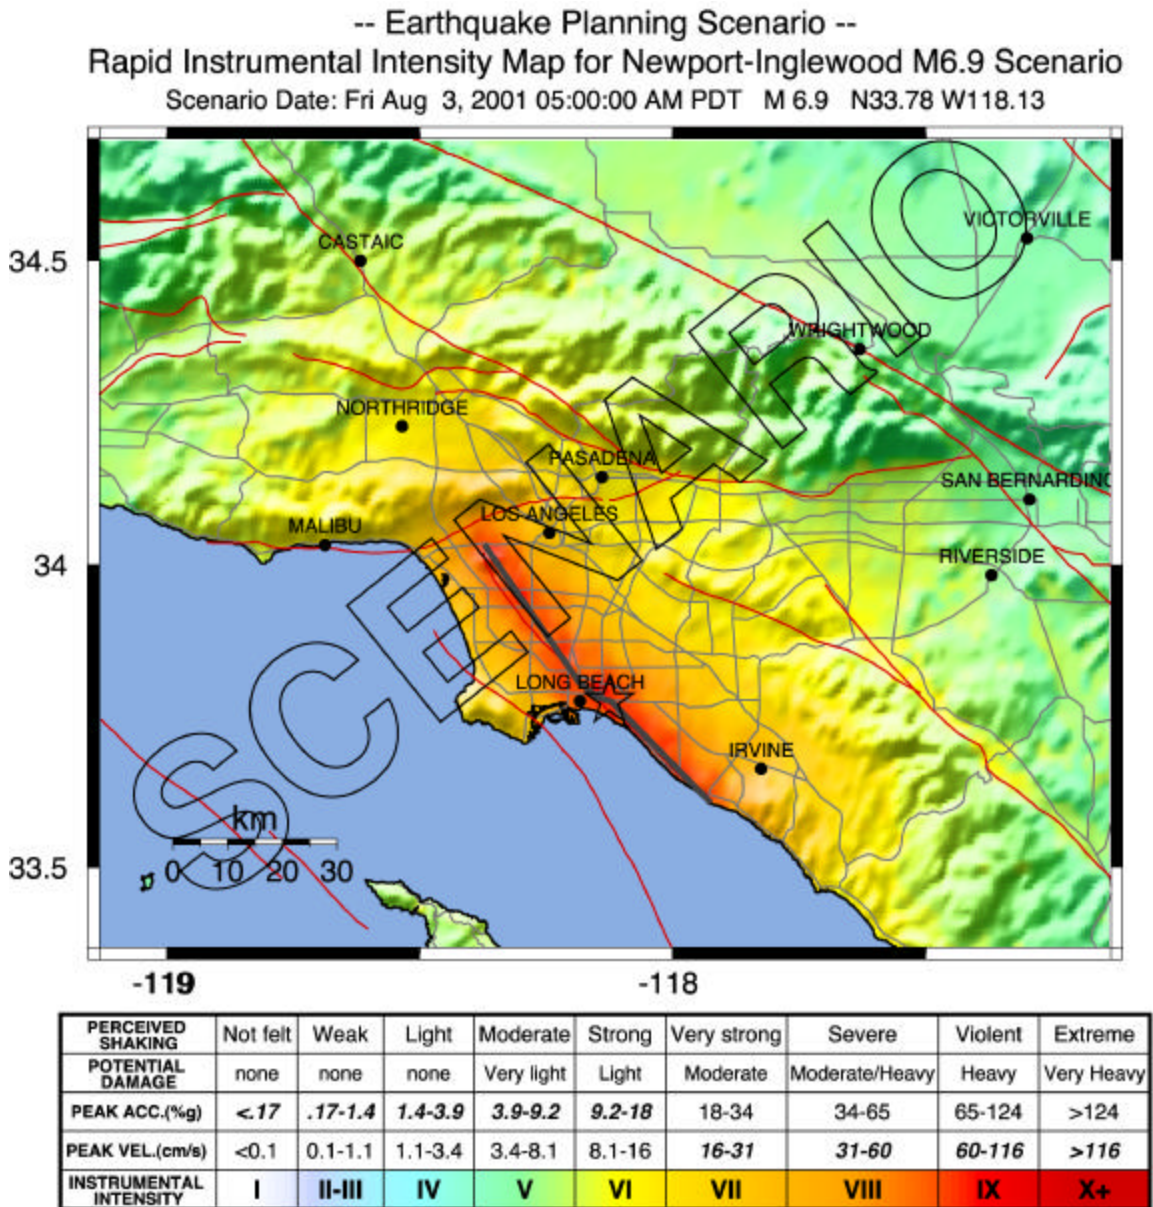 -- Earthquake Planning Scenario --
Rapid Instrumental Intensity Map for Newport-Inglewood M6.9 Scenario
Scenario Date: Fri Aug 3, 2001 05:00:00 AM PDT M 6.9 N33.78 W118.13
VICTORVILLE
CASTAIC
34.5
WRIGHTWOOD
NORTHRIDGE
PASADENA
SAN BERNARDINO
LOS ANGELES
MALIBU
RIVERSIDE
34
SCENARIO
LONG BEACH
IRVINE
km
0 10 20 30
33.5
-119 -118
PERCEIVED SHAKING Not felt Weak Light Moderate Strong Very strong Severe Violent Extreme
POTENTIAL DAMAGE none none none Very light Light Moderate Moderate/Heavy Heavy Very Heavy
PEAK ACC.(%g) <.17 .17-1.4 1.4-3.9 3.9-9.2 9.2-18 18-34 34-65 65-124 >124
PEAK VEL.(cm/s) <0.1 0.1-1.1 1.1-3.4 3.4-8.1 8.1-16 16-31 31-60 60-116 >116
INSTRUMENTAL INTENSITY I II-III IV V VI VII VIII IX X+